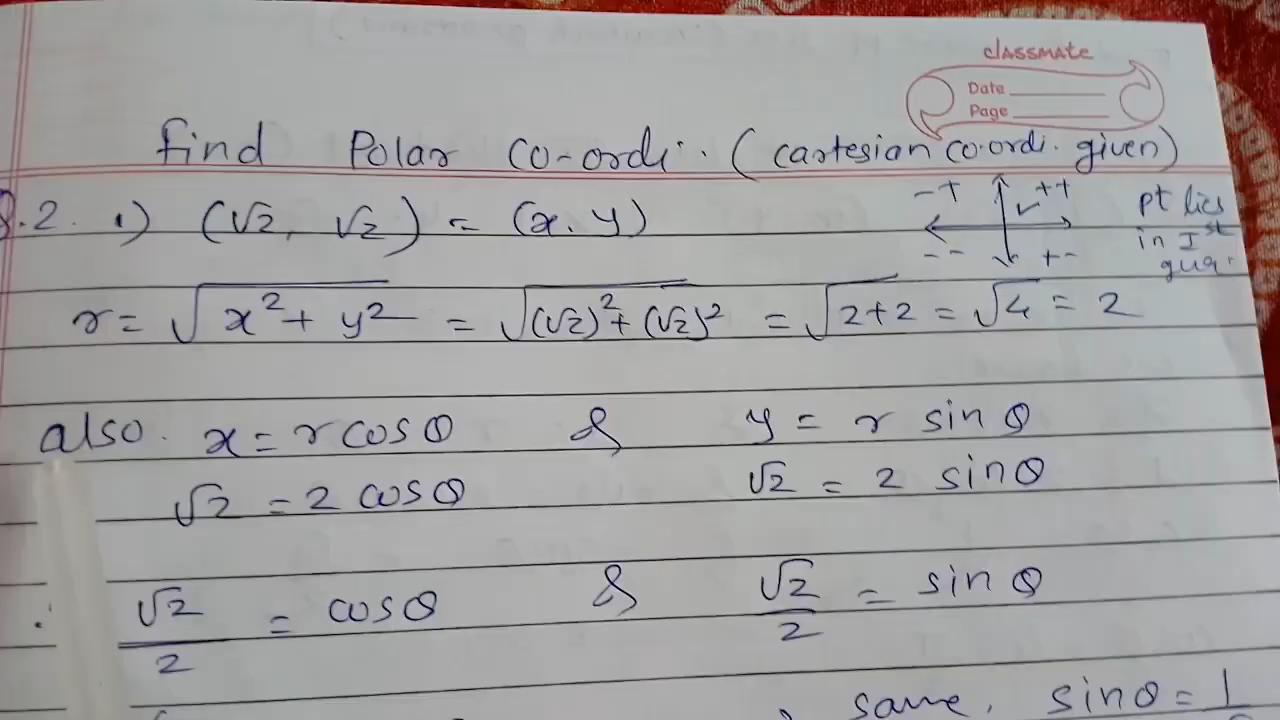 classmate
Date
Page
find Polar co-ordi. (cartesian co.ordi. given)
Q.2. 1) (√2, √2) = (x.y)
-+ ++
-- +-
pt lies
in Ist
qua.
r = √x²+y² = √(√2)²+(√2)² = √2+2 = √4 = 2
also. x = r cos θ & y = r sin θ
√2 = 2 cos θ √2 = 2 sin θ
∴ √2/2 = cos θ & √2/2 = sin θ
same, sin θ = 1